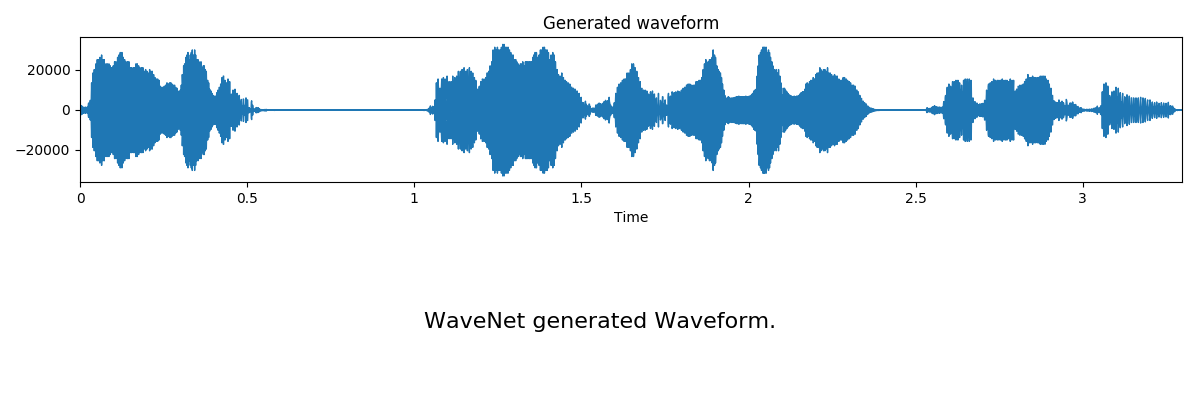 Generated waveform
20000
0
−20000
0 0.5 1 1.5 2 2.5 3
Time
WaveNet generated Waveform.